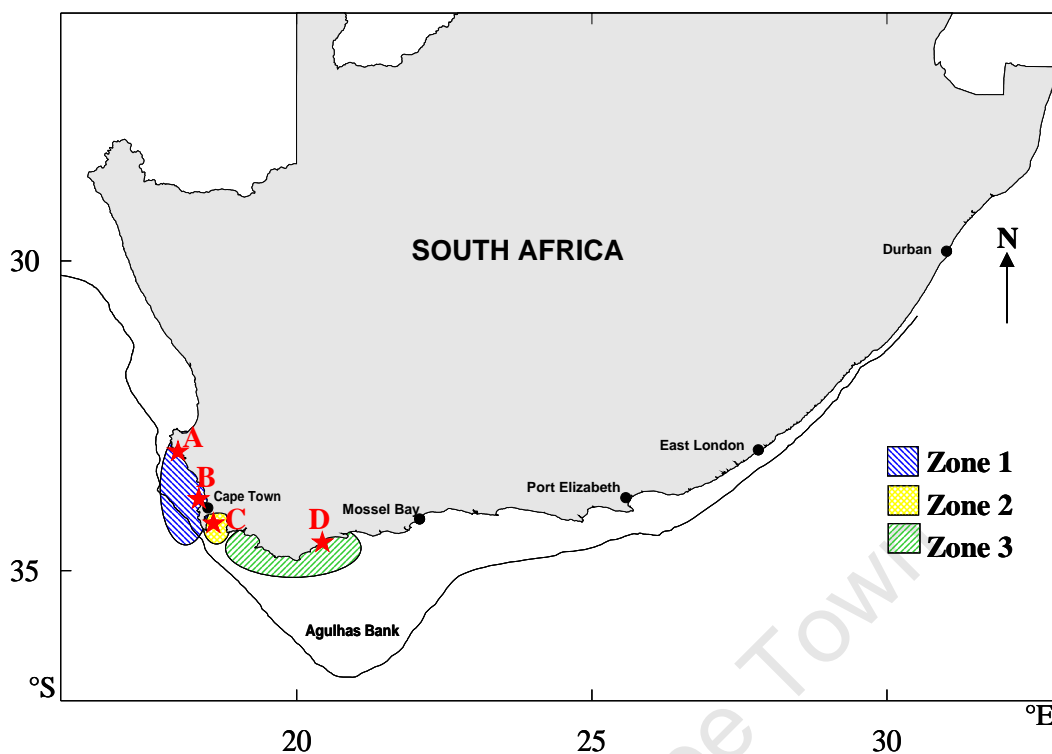 SOUTH AFRICA
30
Durban
N
A
East London
B
Zone 1
Cape Town
Port Elizabeth
Zone 2
C
D
Mossel Bay
Zone 3
35
Agulhas Bank
°S
°E
20
25
30
Town